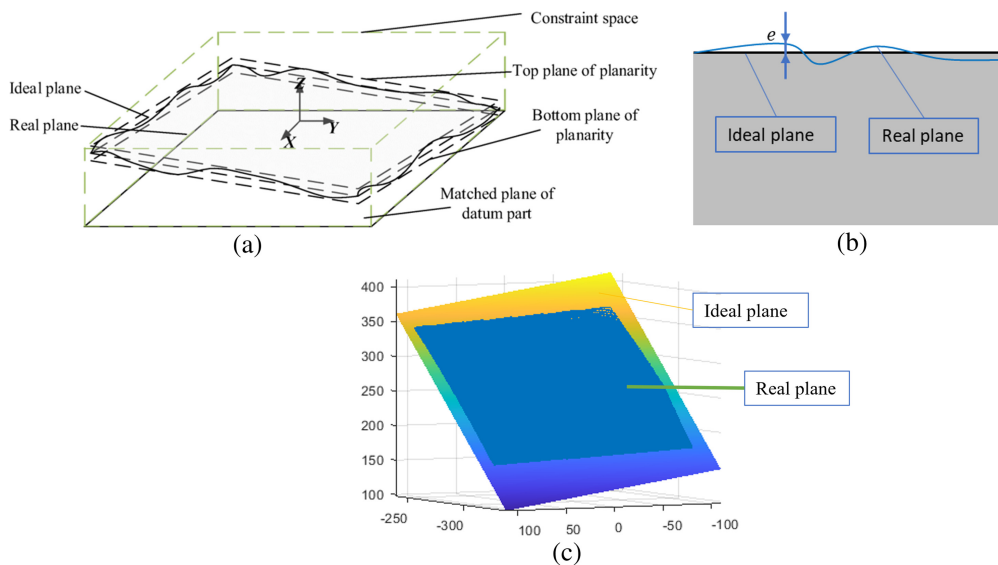 Constraint space
Top plane of planarity
Ideal plane
Real plane
Bottom plane of
planarity
Z
Y
X
Matched plane of
datum part
(a)
e
Ideal plane
Real plane
(b)
400
350
300
250
200
150
100
-250
-300
100
50
0
-50
-100
Ideal plane
Real plane
(c)